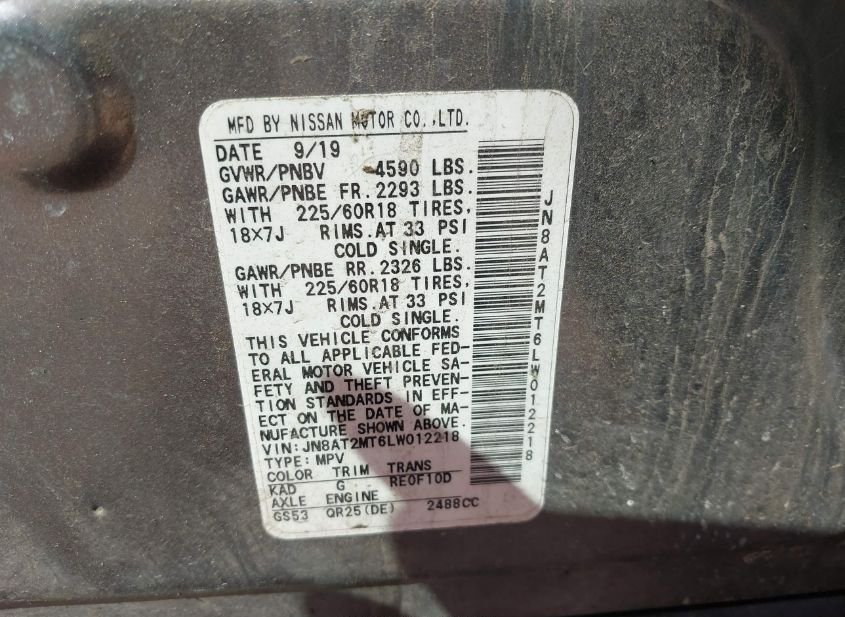 MFD BY NISSAN MOTOR CO.,LTD.
DATE 9/19
GVWR/PNBV 4590 LBS.
GAWR/PNBE FR. 2293 LBS.
WITH 225/60R18 TIRES,
18X7J RIMS.AT 33 PSI
COLD SINGLE.
GAWR/PNBE RR. 2326 LBS.
WITH 225/60R18 TIRES,
18X7J RIMS.AT 33 PSI
COLD SINGLE.
THIS VEHICLE CONFORMS
TO ALL APPLICABLE FED-
ERAL MOTOR VEHICLE SA-
FETY AND THEFT PREVEN-
TION STANDARDS IN EFF-
ECT ON THE DATE OF MA-
NUFACTURE SHOWN ABOVE.
VIN:JN8AT2MT6LW012218
TYPE:MPV
COLOR TRIM TRANS
KAD G RE0F10D
AXLE ENGINE
GS53 QR25(DE) 2488CC
JN8AT2MT6LW012218